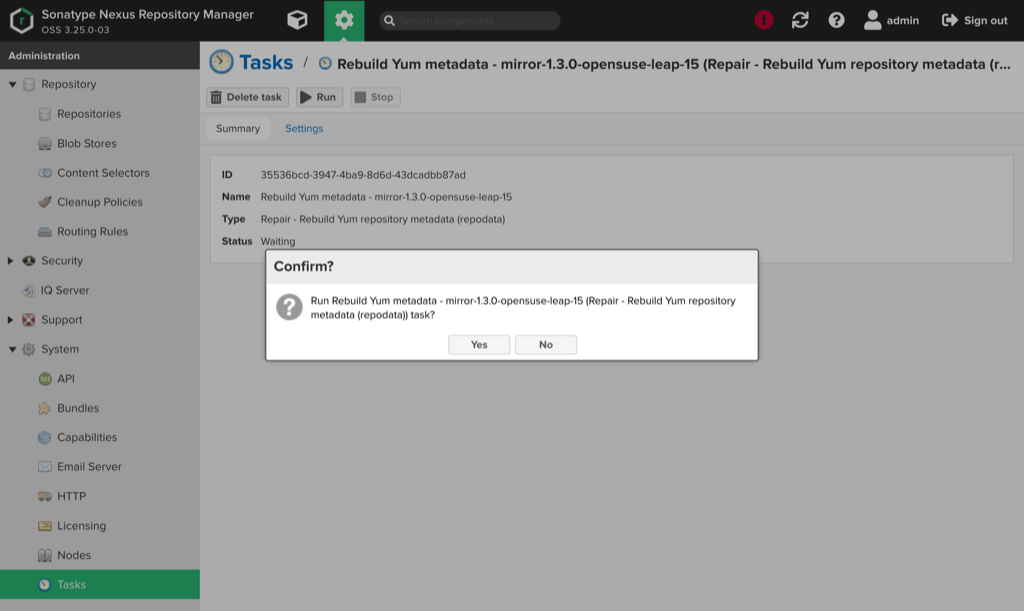 Sonatype Nexus Repository Manager
OSS 3.25.0-03
Search components
admin
Sign out
Administration
Repository
Repositories
Blob Stores
Content Selectors
Cleanup Policies
Routing Rules
Security
IQ Server
Support
System
API
Bundles
Capabilities
Email Server
HTTP
Licensing
Nodes
Tasks
Tasks / Rebuild Yum metadata - mirror-1.3.0-opensuse-leap-15 (Repair - Rebuild Yum repository metadata (r...
Delete task Run Stop
Summary Settings
ID 35536bcd-3947-4ba9-8d6d-43dcadbb87ad
Name Rebuild Yum metadata - mirror-1.3.0-opensuse-leap-15
Type Repair - Rebuild Yum repository metadata (repodata)
Status Waiting
Confirm?
Run Rebuild Yum metadata - mirror-1.3.0-opensuse-leap-15 (Repair - Rebuild Yum repository
metadata (repodata)) task?
Yes No